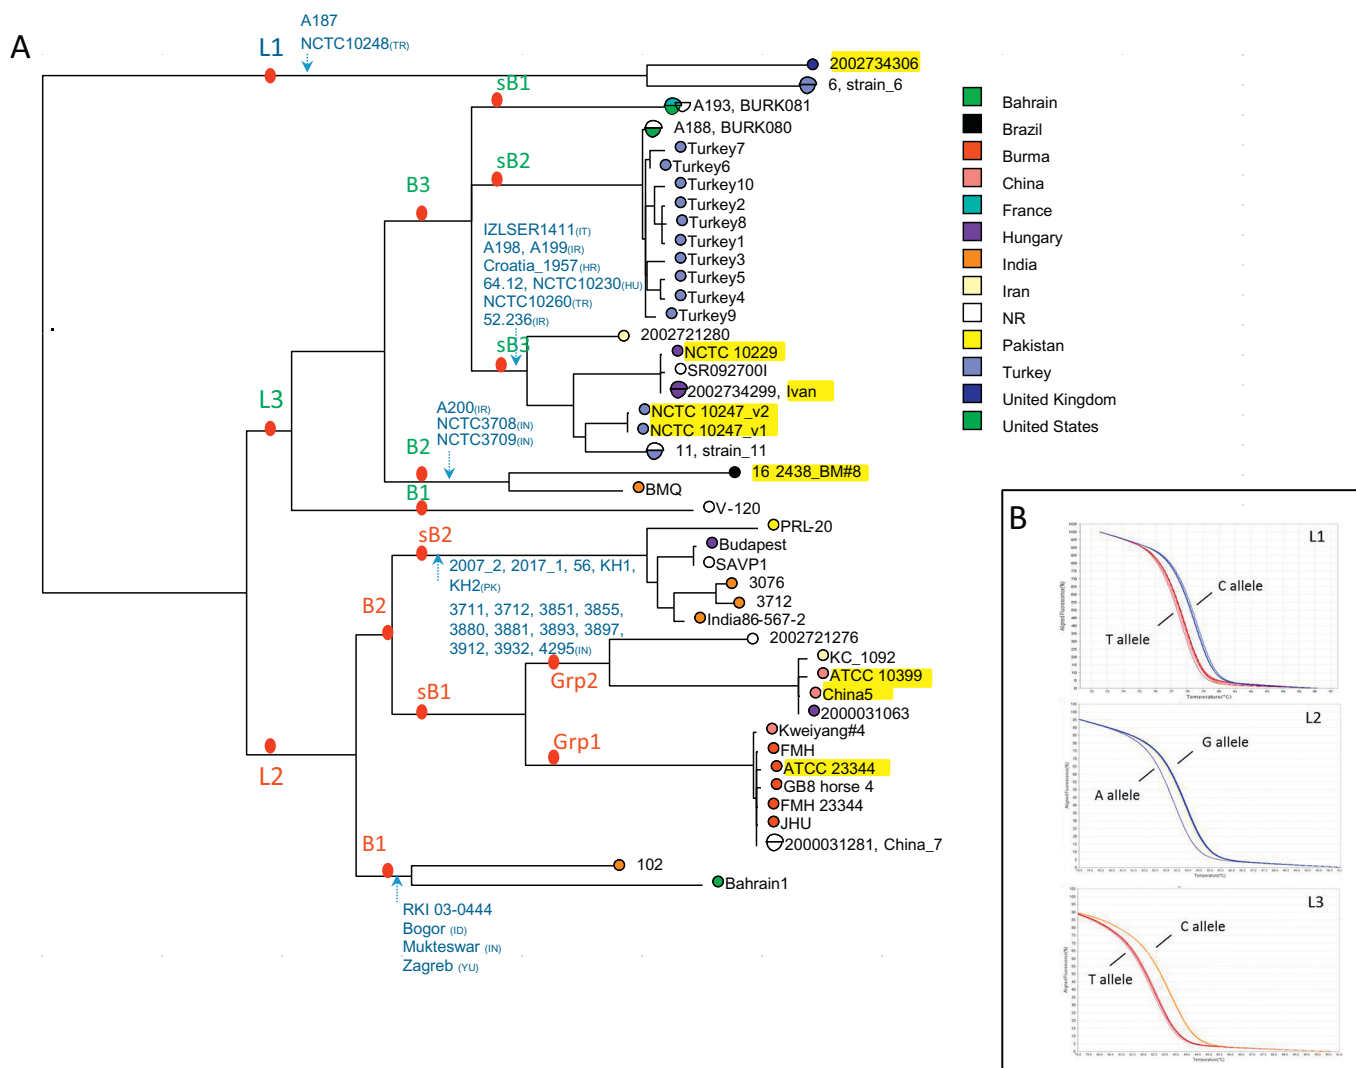 A
A187
NCTC10248(TR)
L1
2002734306
6, strain_6
sB1
A193, BURK081
A188, BURK080
Turkey7
sB2
Turkey6
Turkey10
B3
Turkey2
Turkey8
IZLSER1411(IT)
Turkey1
A198, A199(IR)
Turkey3
Croatia_1957(HR)
Turkey5
64.12, NCTC10230(HU)
Turkey4
NCTC10260(TR)
Turkey9
52.236(IR)
2002721280
sB3
NCTC 10229
SR092700I
2002734299, Ivan
L3
A200(IR)
NCTC 10247_v2
NCTC3708(IN)
NCTC 10247_v1
NCTC3709(IN)
11, strain_11
B2
16 2438_BM#8
BMQ
B1
V-120
PRL-20
sB2
Budapest
SAVP1
2007_2, 2017_1, 56, KH1,
KH2(PK)
3076
3712
3711, 3712, 3851, 3855,
India86-567-2
3880, 3881, 3893, 3897,
3912, 3932, 4295(IN)
B2
2002721276
KC_1092
ATCC 10399
Grp2
China5
sB1
2000031063
Kweiyang#4
Grp1
FMH
ATCC 23344
L2
GB8 horse 4
FMH 23344
JHU
B1
2000031281, China_7
102
Bahrain1
RKI 03-0444
Bogor (ID)
Mukteswar (IN)
Zagreb (YU)
Bahrain
Brazil
Burma
China
France
Hungary
India
Iran
NR
Pakistan
Turkey
United Kingdom
United States
B
L1
C allele
T allele
Temperature(°C)
L2
G allele
A allele
Temperature(°C)
L3
C allele
T allele
Temperature(°C)